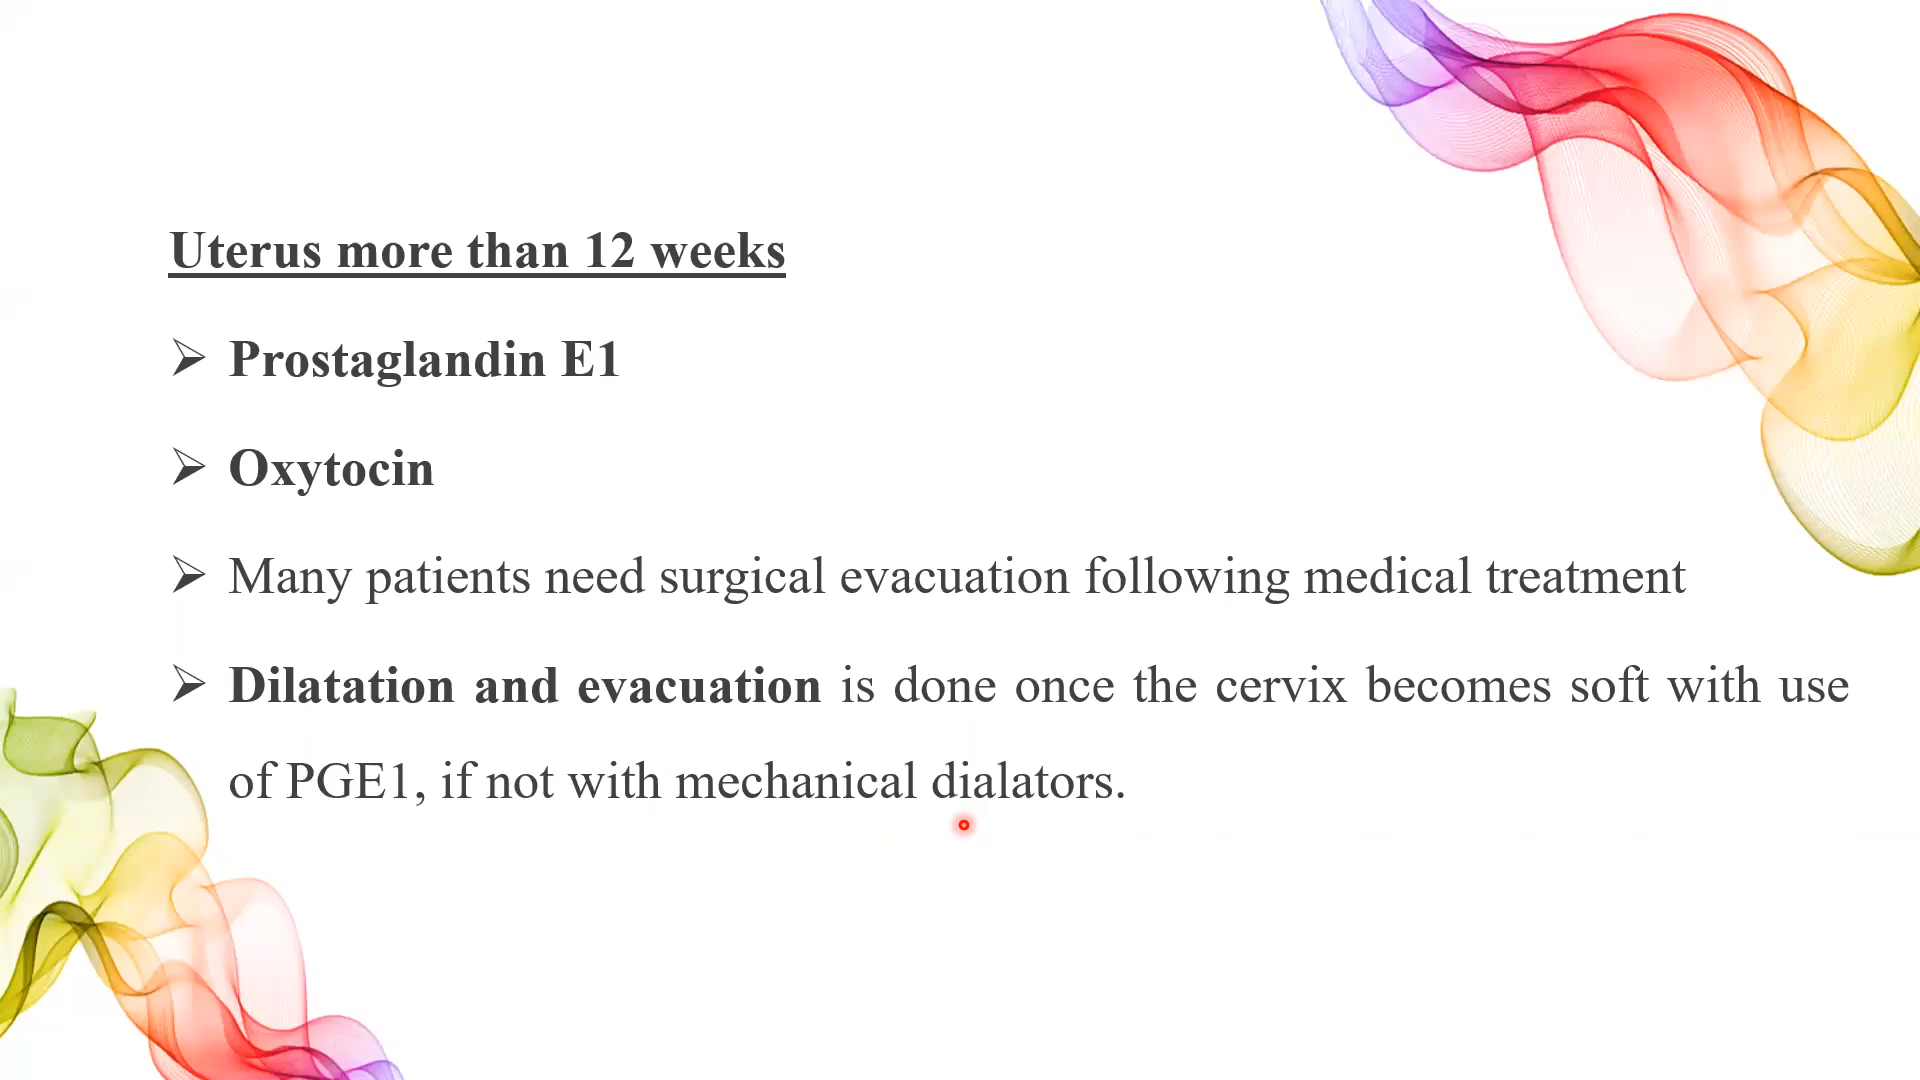 Uterus more than 12 weeks
➢ Prostaglandin E1
➢ Oxytocin
➢ Many patients need surgical evacuation following medical treatment
➢ Dilatation and evacuation is done once the cervix becomes soft with use
of PGE1, if not with mechanical dialators.